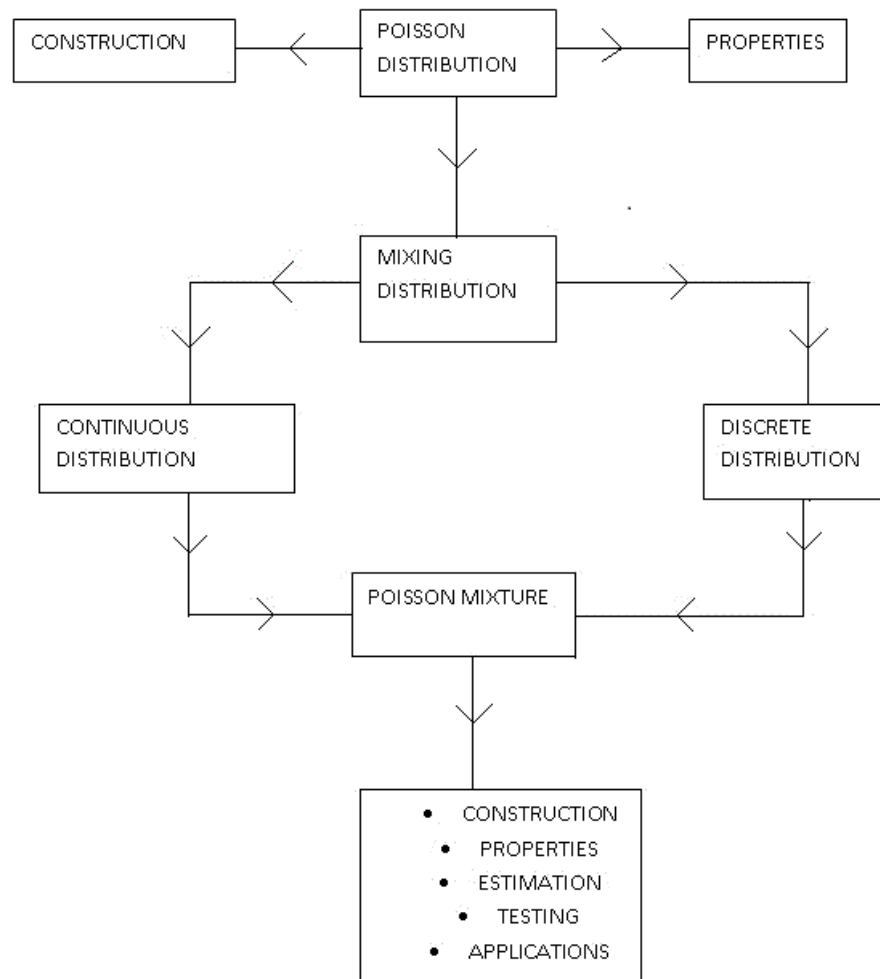 CONSTRUCTION
POISSON
DISTRIBUTION
PROPERTIES
MIXING
DISTRIBUTION
CONTINUOUS
DISTRIBUTION
DISCRETE
DISTRIBUTION
POISSON MIXTURE
• CONSTRUCTION
• PROPERTIES
• ESTIMATION
• TESTING
• APPLICATIONS